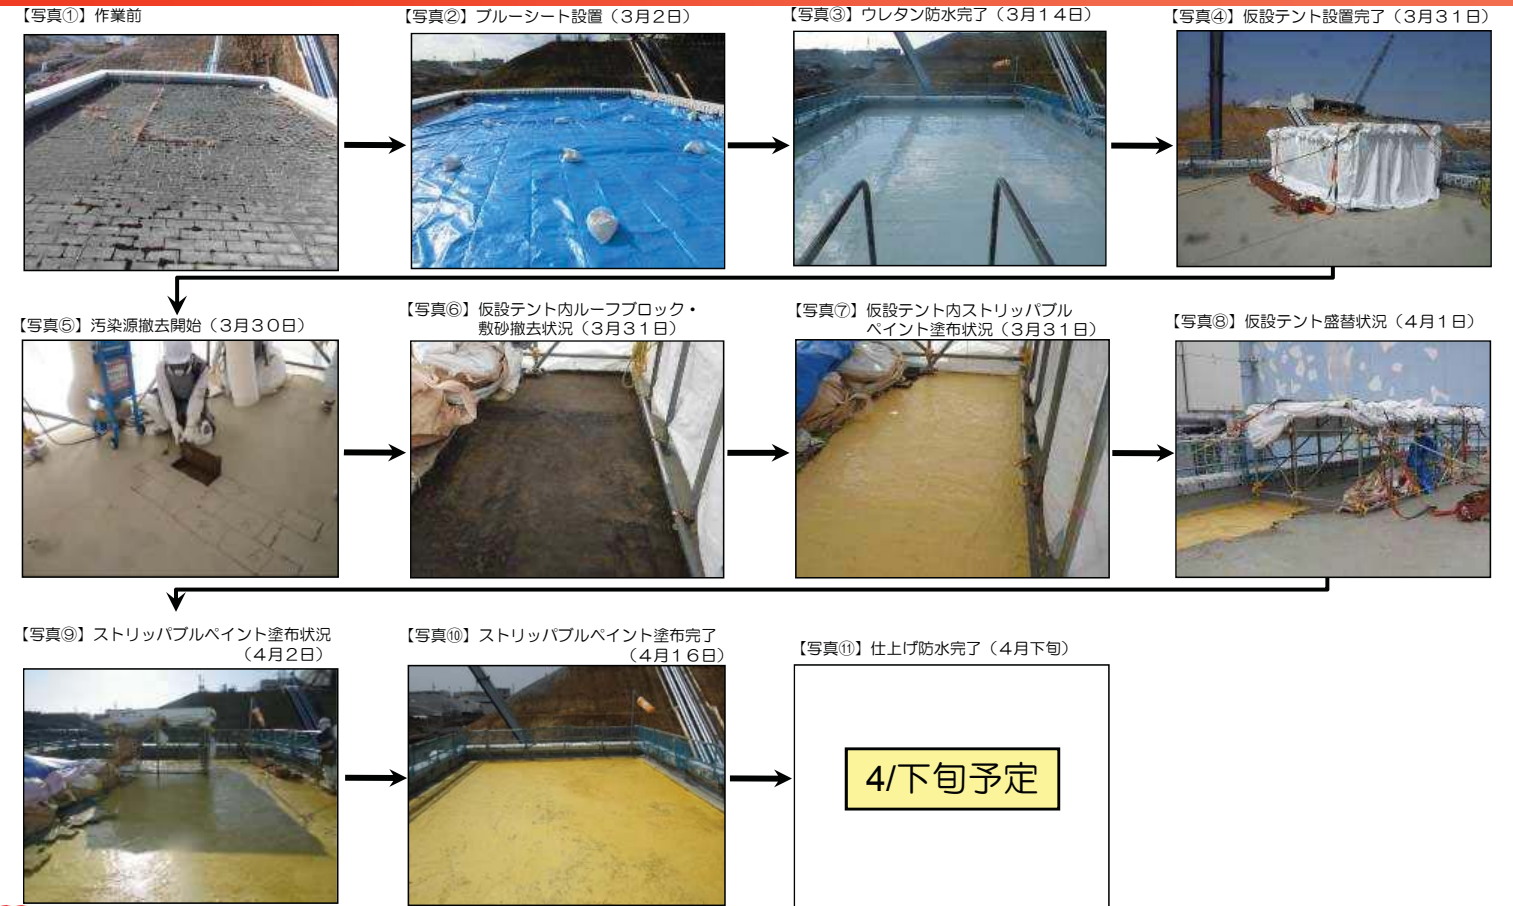 【写真①】作業前
【写真②】ブルーシート設置（３月２日）
【写真③】ウレタン防水完了（３月１４日）
【写真④】仮設テント設置完了（３月３１日）
【写真⑤】汚染源撤去開始（３月３０日）
【写真⑥】仮設テント内ルーフブロック・
敷砂撤去状況（３月３１日）
【写真⑦】仮設テント内ストリッパブル
ペイント塗布状況（３月３１日）
【写真⑧】仮設テント盛替状況（４月１日）
【写真⑨】ストリッパブルペイント塗布状況
（４月２日）
【写真⑩】ストリッパブルペイント塗布完了
（４月１６日）
【写真⑪】仕上げ防水完了（４月下旬）
4/下旬予定